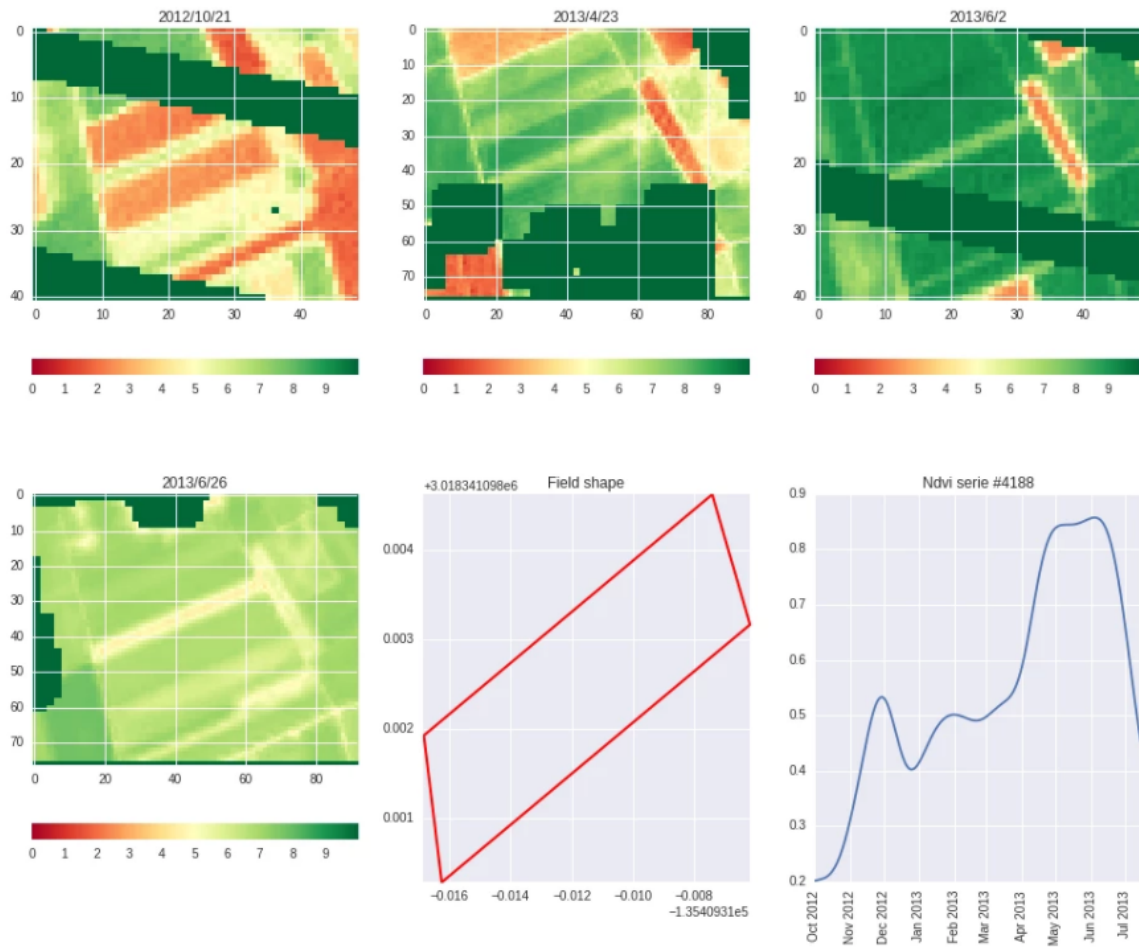 2012/10/21
2013/4/23
2013/6/2
0
10
20
30
40
0 10 20 30 40
0 1 2 3 4 5 6 7 8 9
0
10
20
30
40
50
60
70
0 20 40 60 80
0 1 2 3 4 5 6 7 8 9
0
10
20
30
40
0 10 20 30 40
0 1 2 3 4 5 6 7 8 9
2013/6/26
0
10
20
30
40
50
60
70
0 20 40 60 80
0 1 2 3 4 5 6 7 8 9
+3.018341098e6 Field shape
0.004
0.003
0.002
0.001
−0.016 −0.014 −0.012 −0.010 −0.008
−1.3540931e5
Ndvi serie #4188
0.9
0.8
0.7
0.6
0.5
0.4
0.3
0.2
Oct 2012
Nov 2012
Dec 2012
Jan 2013
Feb 2013
Mar 2013
Apr 2013
May 2013
Jun 2013
Jul 2013